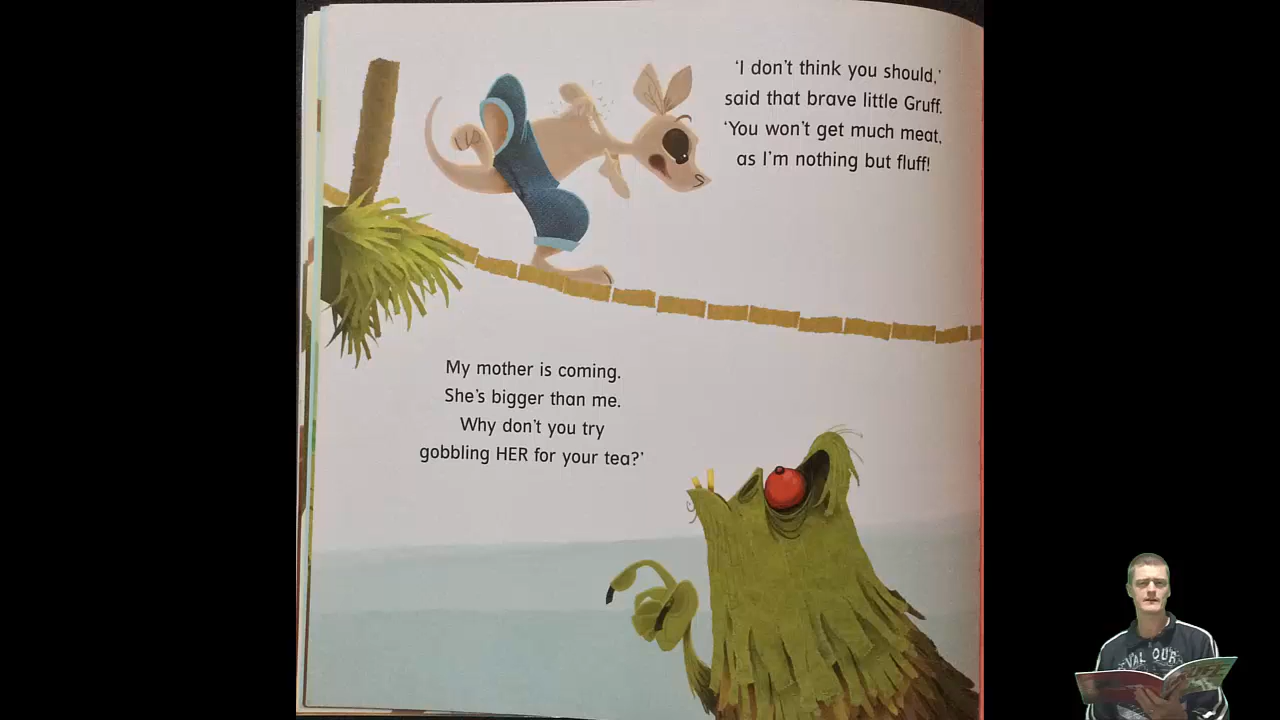 'I don't think you should,'
said that brave little Gruff.
'You won't get much meat,
as I'm nothing but fluff!
My mother is coming.
She's bigger than me.
Why don't you try
gobbling HER for your tea?'